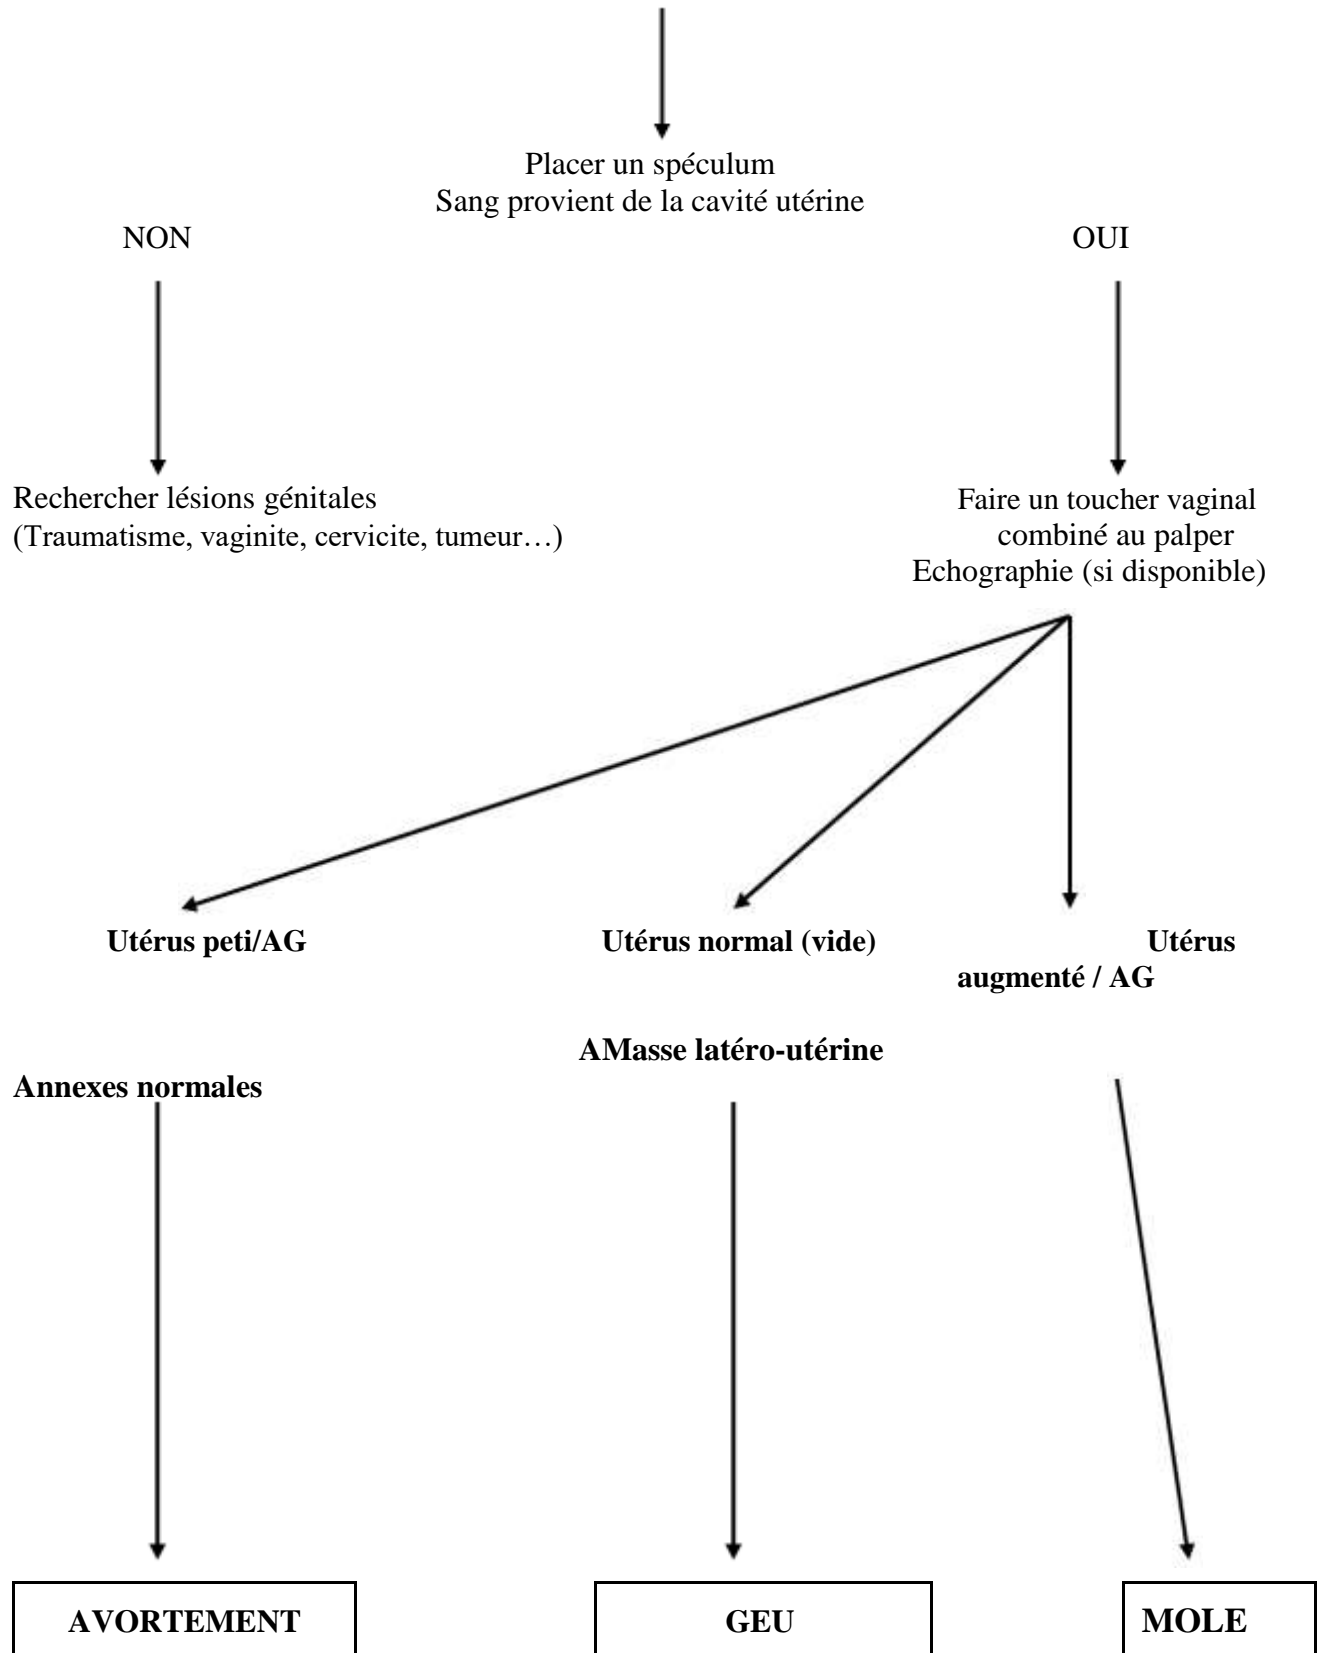 Placer un spéculum
Sang provient de la cavité utérine
NON
OUI
Rechercher lésions génitales
(Traumatisme, vaginite, cervicite, tumeur…)
Faire un toucher vaginal
combiné au palper
Echographie (si disponible)
Utérus peti/AG
Utérus normal (vide)
Utérus
augmenté / AG
AMasse latéro-utérine
Annexes normales
AVORTEMENT
GEU
MOLE